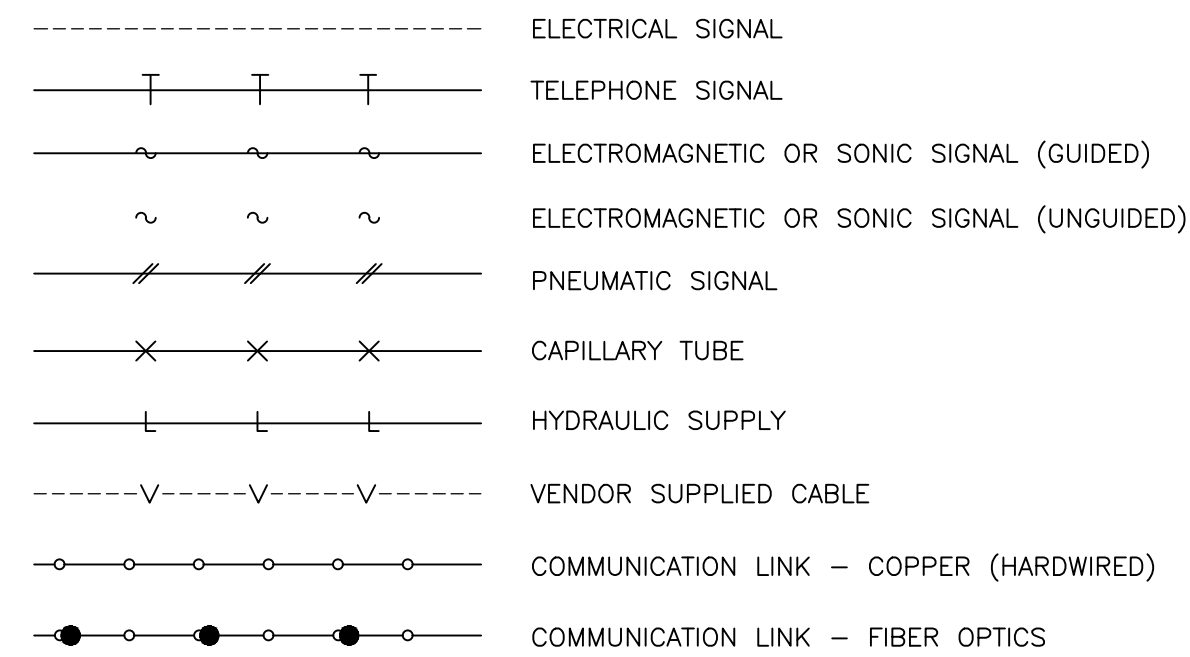 ELECTRICAL SIGNAL
T T T TELEPHONE SIGNAL
ELECTROMAGNETIC OR SONIC SIGNAL (GUIDED)
ELECTROMAGNETIC OR SONIC SIGNAL (UNGUIDED)
PNEUMATIC SIGNAL
CAPILLARY TUBE
L L L HYDRAULIC SUPPLY
V V V VENDOR SUPPLIED CABLE
COMMUNICATION LINK – COPPER (HARDWIRED)
COMMUNICATION LINK – FIBER OPTICS